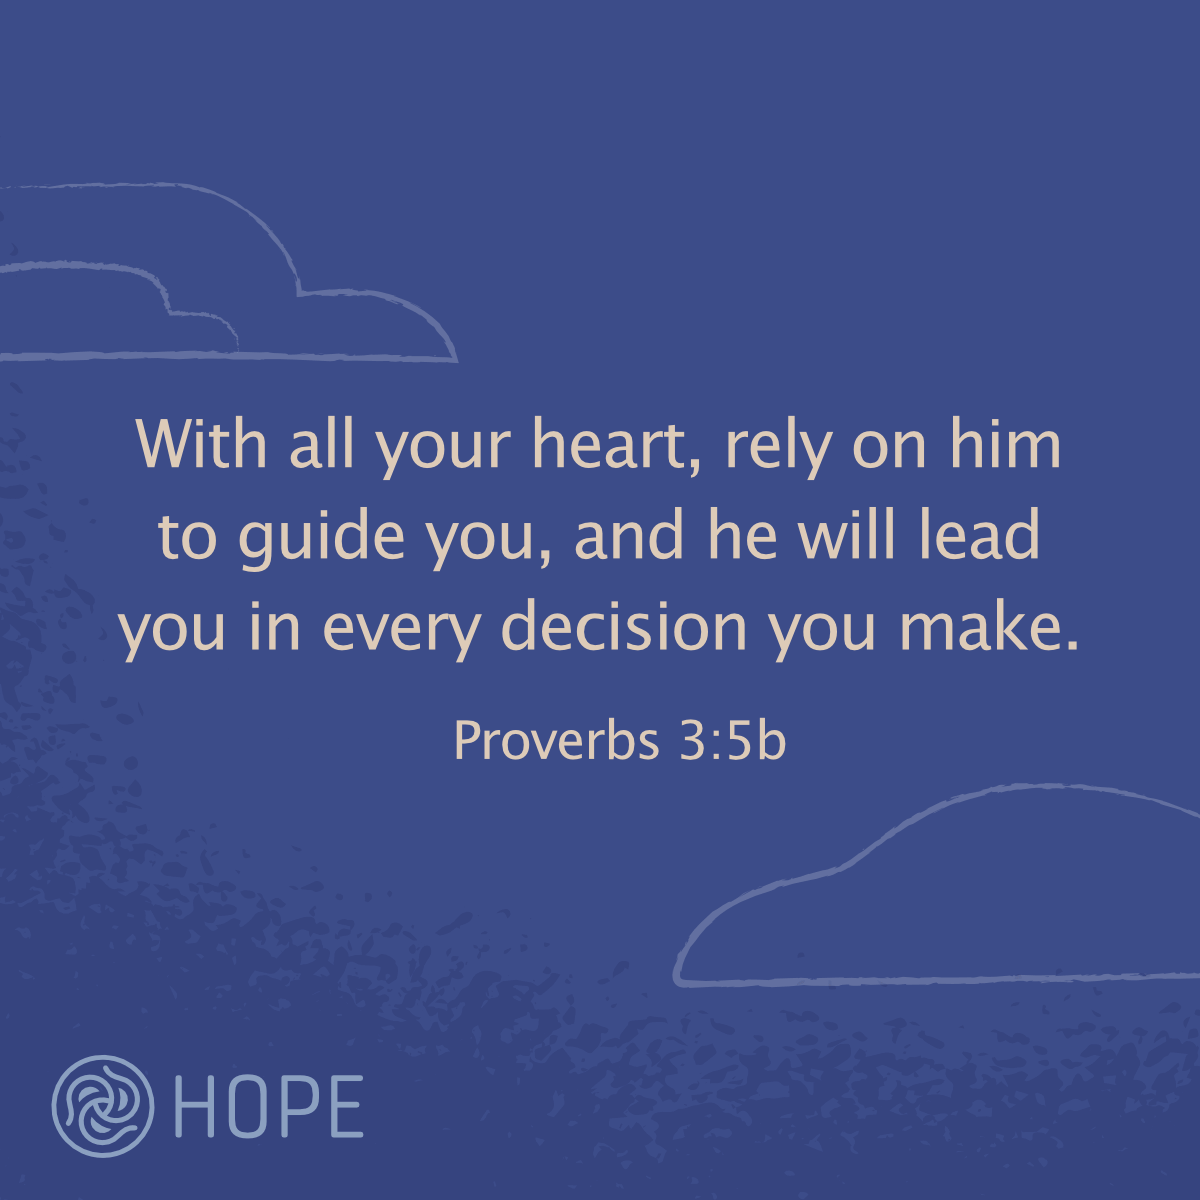 With all your heart, rely on him
to guide you, and he will lead
you in every decision you make.
Proverbs 3:5b
HOPE